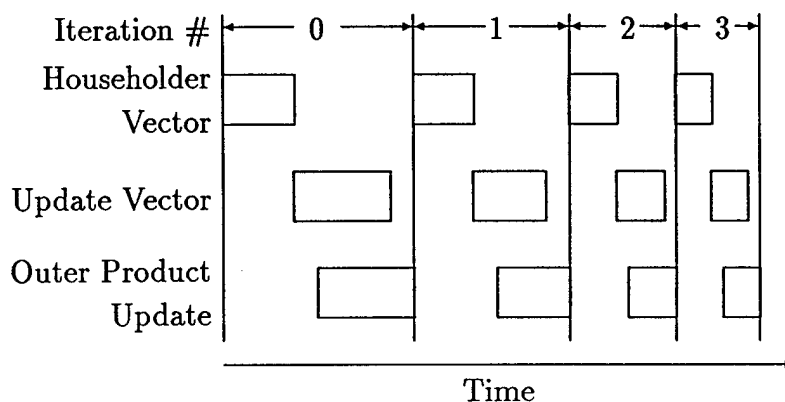 Iteration # 0 1 2 3
Householder
Vector
Update Vector
Outer Product
Update
Time